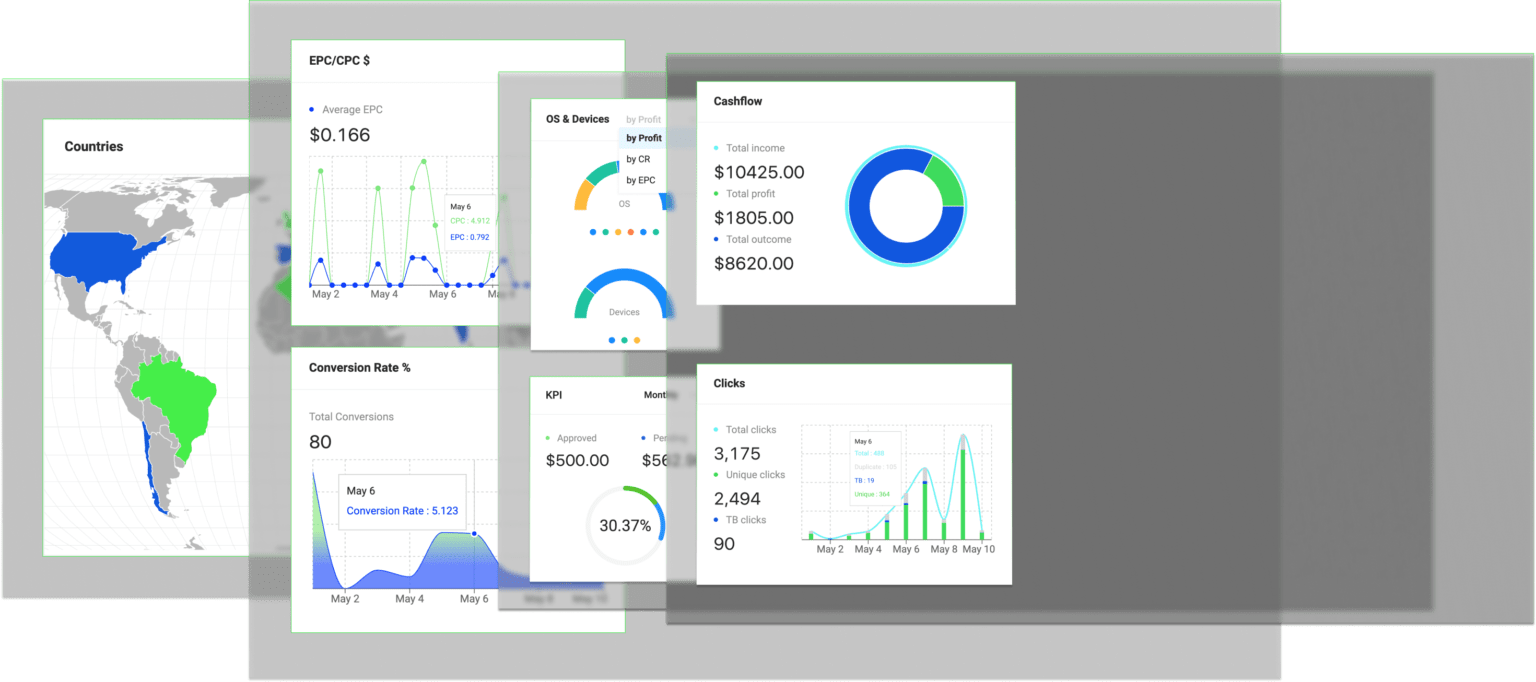 Countries
EPC/CPC $
Average EPC
$0.166
May 6
CPC : 4.912
EPC : 0.792
May 2
May 4
May 6
May 8
Conversion Rate %
Total Conversions
80
May 6
Conversion Rate : 5.123
May 2
May 4
May 6
May 8
May 10
OS & Devices
by Profit
by Profit
by CR
by EPC
OS
Devices
KPI
Monthly
Approved
Pending
$500.00
30.37%
Cashflow
Total income
$10425.00
Total profit
$1805.00
Total outcome
$8620.00
Clicks
Total clicks
3,175
Unique clicks
2,494
TB clicks
90
May 6
Total : 488
Duplicate : 105
TB : 19
Unique : 364
May 2
May 4
May 6
May 8
May 10